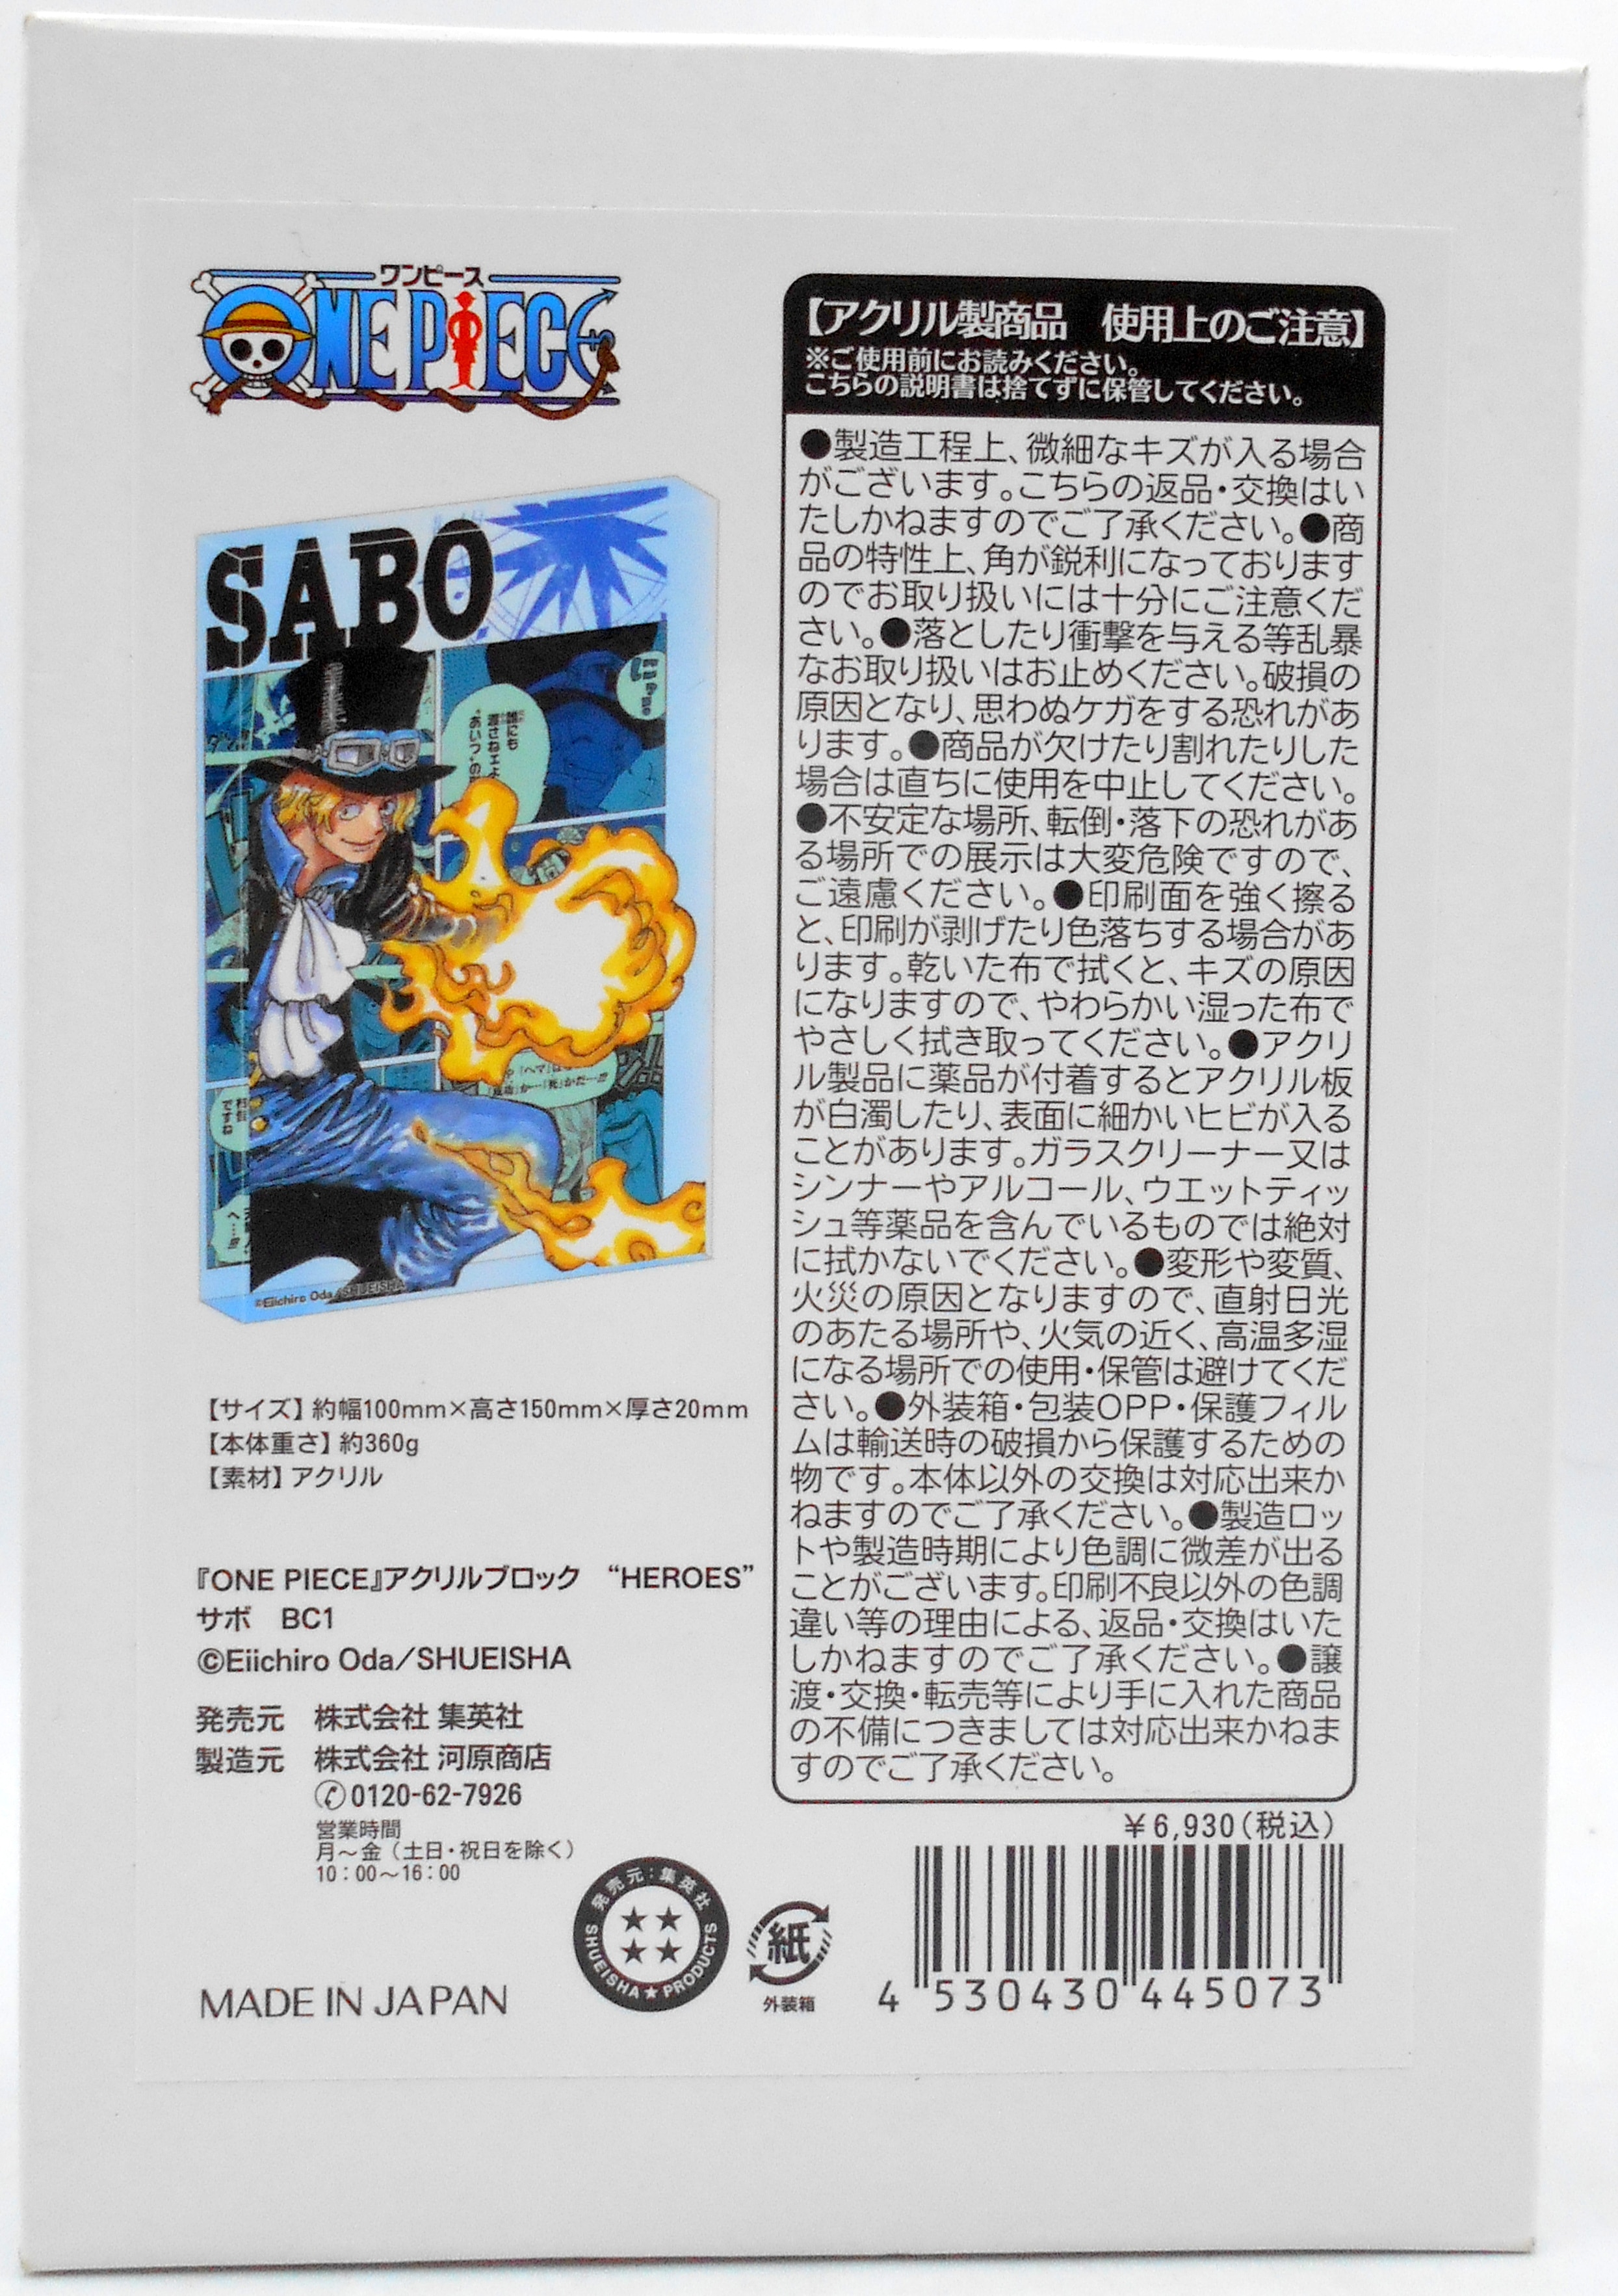 ワンピース
ONE PIECE
SABO
誰にも
渡さねェよ
©Eiichiro Oda/SHUEISHA
【サイズ】約幅100mm×高さ150mm×厚さ20mm
【本体重さ】約360g
【素材】アクリル
『ONE PIECE』アクリルブロック “HEROES”
サボ BC1
©Eiichiro Oda/SHUEISHA
発売元 株式会社 集英社
製造元 株式会社 河原商店
0120-62-7926
営業時間
月～金(土日・祝日を除く)
10:00～16:00
MADE IN JAPAN
発売元:集英社
SHUEISHA★PRODUCTS
紙
外装箱
【アクリル製商品 使用上のご注意】
※ご使用前にお読みください。
こちらの説明書は捨てずに保管してください。
●製造工程上、微細なキズが入る場合
がございます。こちらの返品・交換はい
たしかねますのでご了承ください。●商
品の特性上、角が鋭利になっております
のでお取り扱いには十分にご注意くだ
さい。●落としたり衝撃を与える等乱暴
なお取り扱いはお止めください。破損の
原因となり、思わぬケガをする恐れがあ
ります。●商品が欠けたり割れたりした
場合は直ちに使用を中止してください。
●不安定な場所、転倒・落下の恐れがあ
る場所での展示は大変危険ですので、
ご遠慮ください。●印刷面を強く擦る
と、印刷が剥げたり色落ちする場合があ
ります。乾いた布で拭くと、キズの原因
になりますので、やわらかい湿った布で
やさしく拭き取ってください。●アクリ
ル製品に薬品が付着するとアクリル板
が白濁したり、表面に細かいヒビが入る
ことがあります。ガラスクリーナー又は
シンナーやアルコール、ウエットティッ
シュ等薬品を含んでいるものでは絶対
に拭かないでください。●変形や変質、
火災の原因となりますので、直射日光
のあたる場所や、火気の近く、高温多湿
になる場所での使用・保管は避けてくだ
さい。●外装箱・包装OPP・保護フィル
ムは輸送時の破損から保護するための
物です。本体以外の交換は対応出来か
ねますのでご了承ください。●製造ロッ
トや製造時期により色調に微差が出る
ことがございます。印刷不良以外の色調
違い等の理由による、返品・交換はいた
しかねますのでご了承ください。●譲
渡・交換・転売等により手に入れた商品
の不備につきましては対応出来かねま
すのでご了承ください。
¥6,930(税込)
4 530430 445073